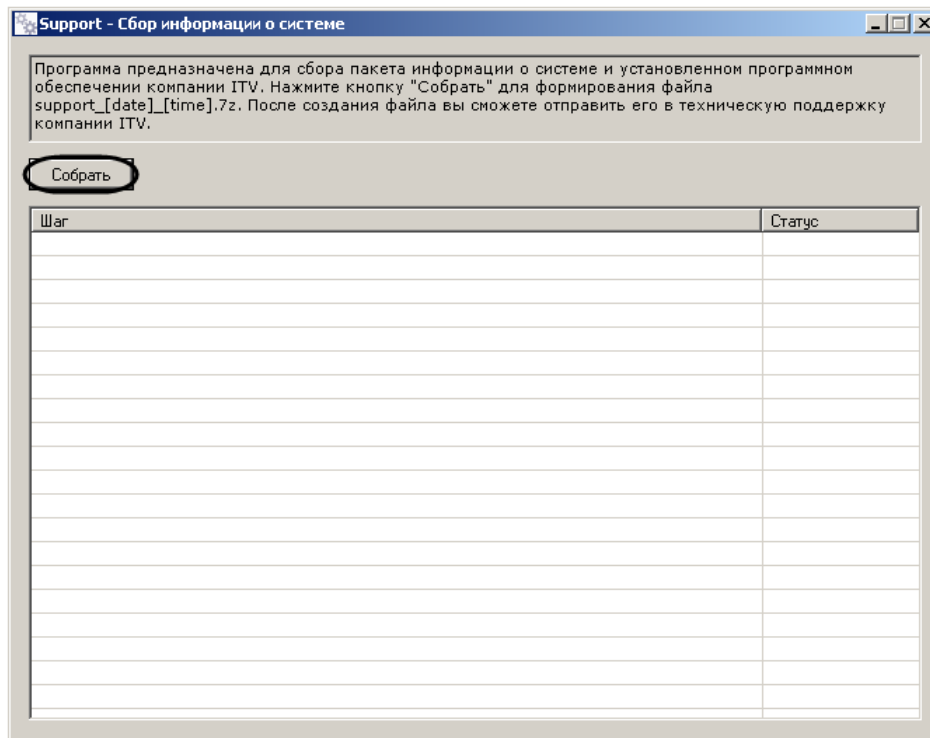 Support - Сбор информации о системе
Программа предназначена для сбора пакета информации о системе и установленном программном
обеспечении компании ITV. Нажмите кнопку "Собрать" для формирования файла
support_[date]_[time].7z. После создания файла вы сможете отправить его в техническую поддержку
компании ITV.
Собрать
Шаг Статус